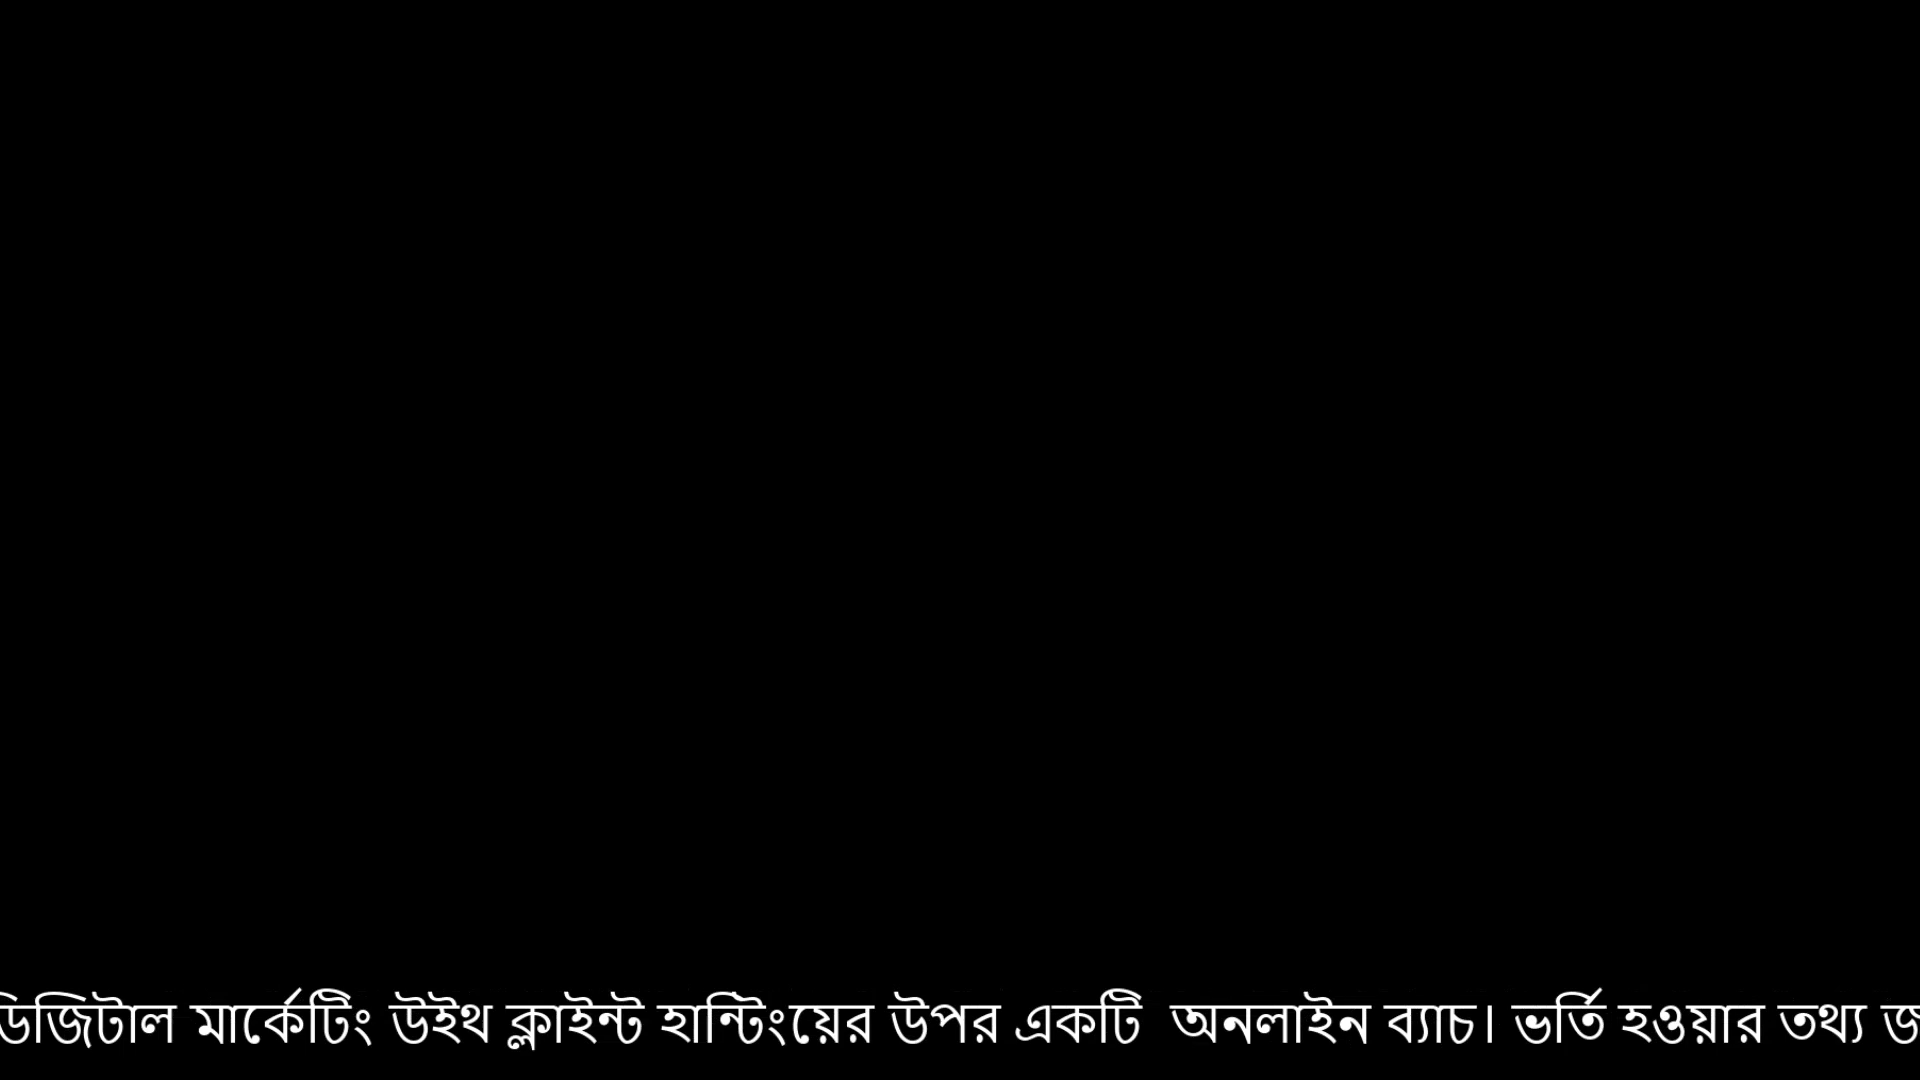 ডিজিটাল মার্কেটিং উইথ ক্লাইন্ট হান্টিংয়ের উপর একটি অনলাইন ব্যাচ। ভর্তি হওয়ার তথ্য